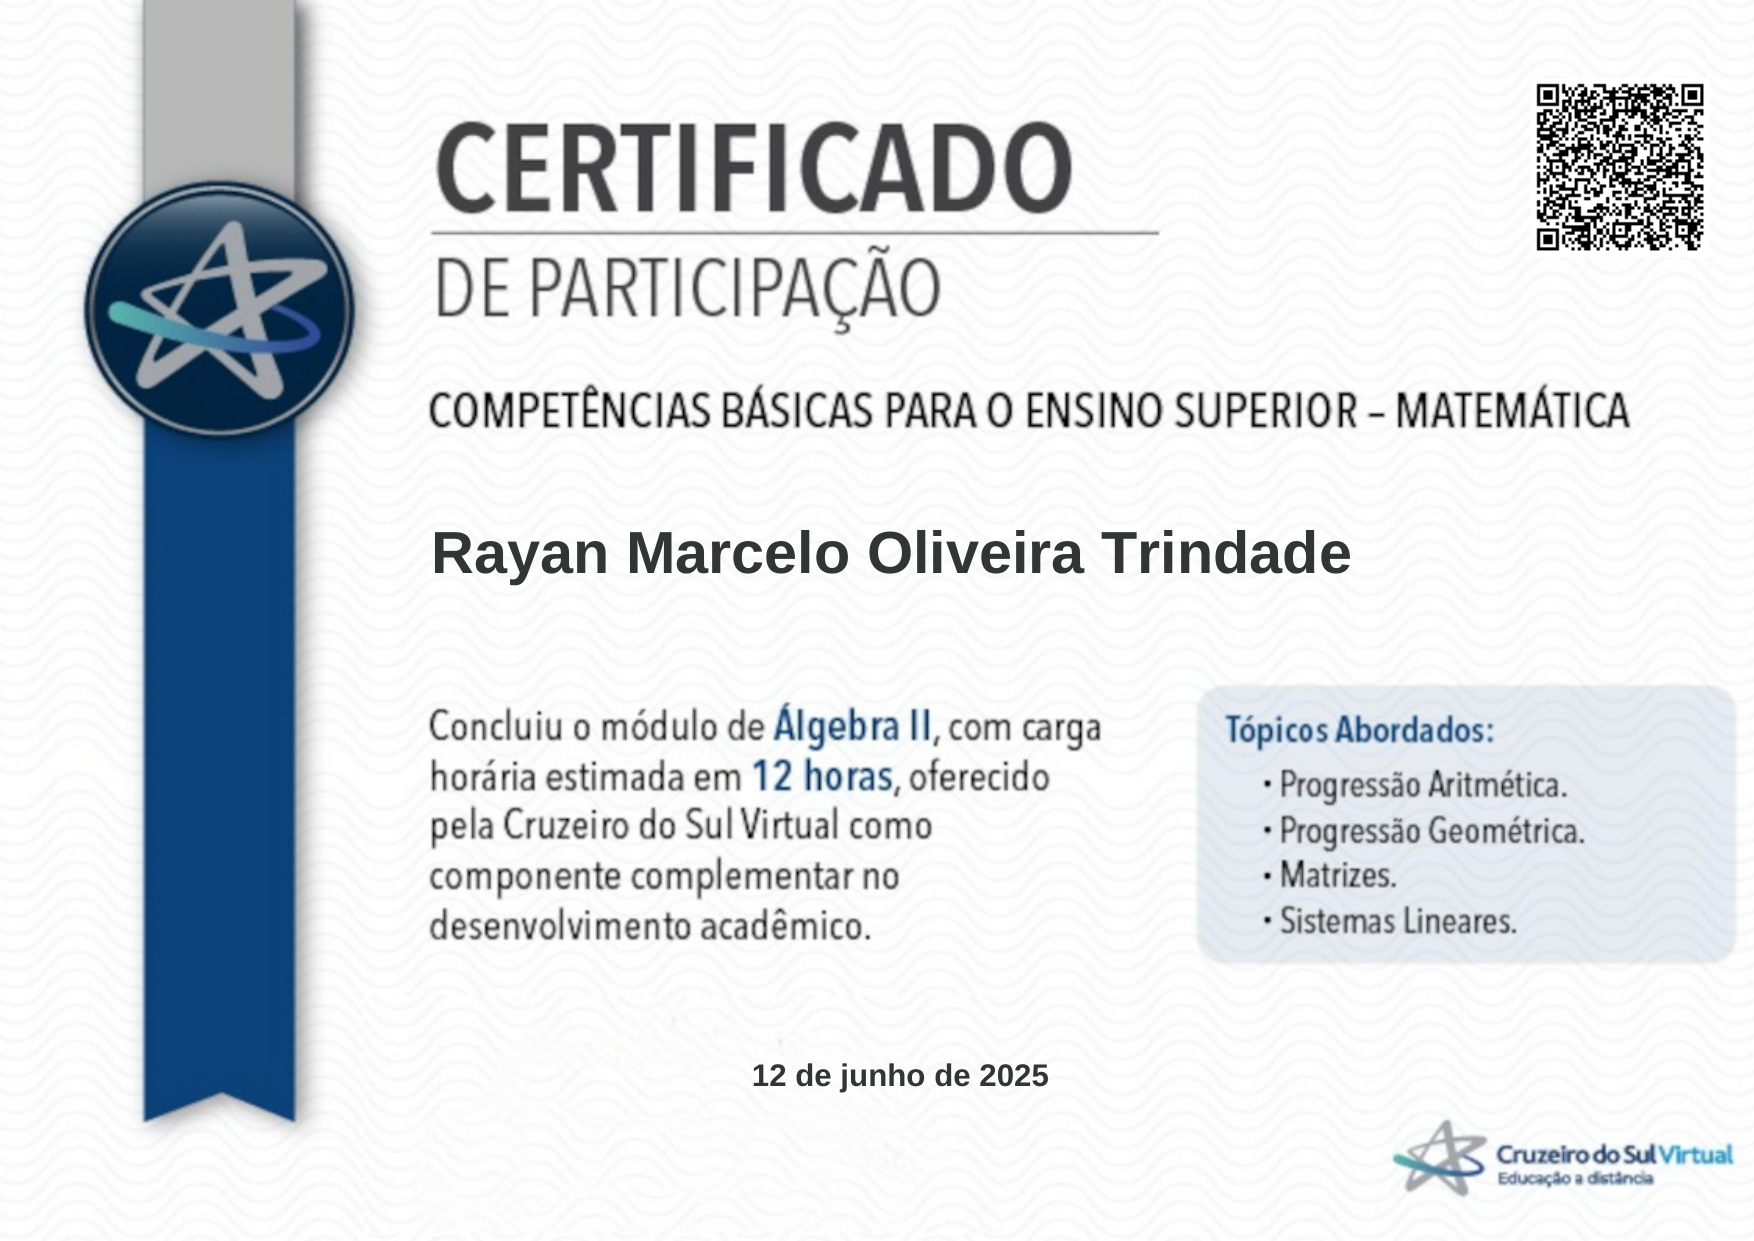 CERTIFICADO
DE PARTICIPAÇÃO
COMPETÊNCIAS BÁSICAS PARA O ENSINO SUPERIOR – MATEMÁTICA
Rayan Marcelo Oliveira Trindade
Concluiu o módulo de Álgebra II, com carga
horária estimada em 12 horas, oferecido
pela Cruzeiro do Sul Virtual como
componente complementar no
desenvolvimento acadêmico.
Tópicos Abordados:
• Progressão Aritmética.
• Progressão Geométrica.
• Matrizes.
• Sistemas Lineares.
12 de junho de 2025
Cruzeiro do Sul Virtual
Educação a distância